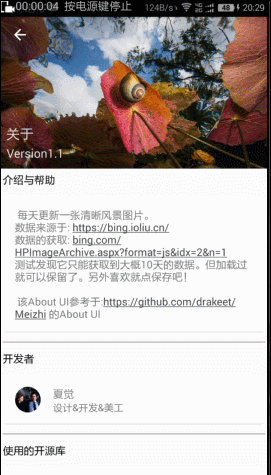 00:00:04 按电源键停止 124B/s 48 20:29
关于
Version1.1
介绍与帮助
每天更新一张清晰风景图片。
数据来源于: https://bing.ioliu.cn/
数据的获取: bing.com/
HPImageArchive.aspx?format=js&idx=2&n=1
测试发现它只能获取到大概10天的数据。但加载过
就可以保留了。另外喜欢就点保存吧!
该About UI参考于:https://github.com/drakeet/
Meizhi 的About UI
开发者
夏觉
设计&开发&美工
使用的开源库